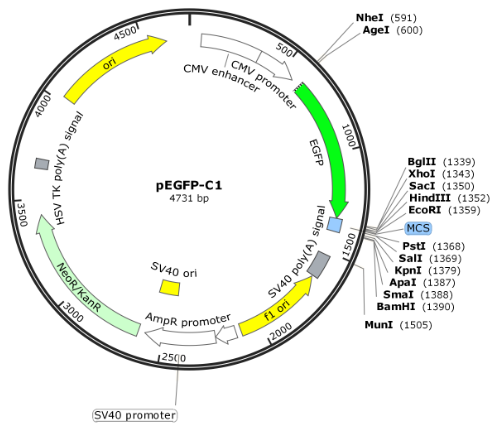 NheI (591)
AgeI (600)
500
CMV promoter
CMV enhancer
EGFP
1000
BglII (1339)
XhoI (1343)
SacI (1350)
HindIII (1352)
EcoRI (1359)
MCS
PstI (1368)
SalI (1369)
KpnI (1379)
ApaI (1387)
SmaI (1388)
BamHI (1390)
MunI (1505)
1500
SV40 poly(A) signal
f1 ori
2000
AmpR promoter
SV40 ori
2500
SV40 promoter
NeoR/KanR
3000
3500
HSV TK poly(A) signal
4000
ori
4500
pEGFP-C1
4731 bp